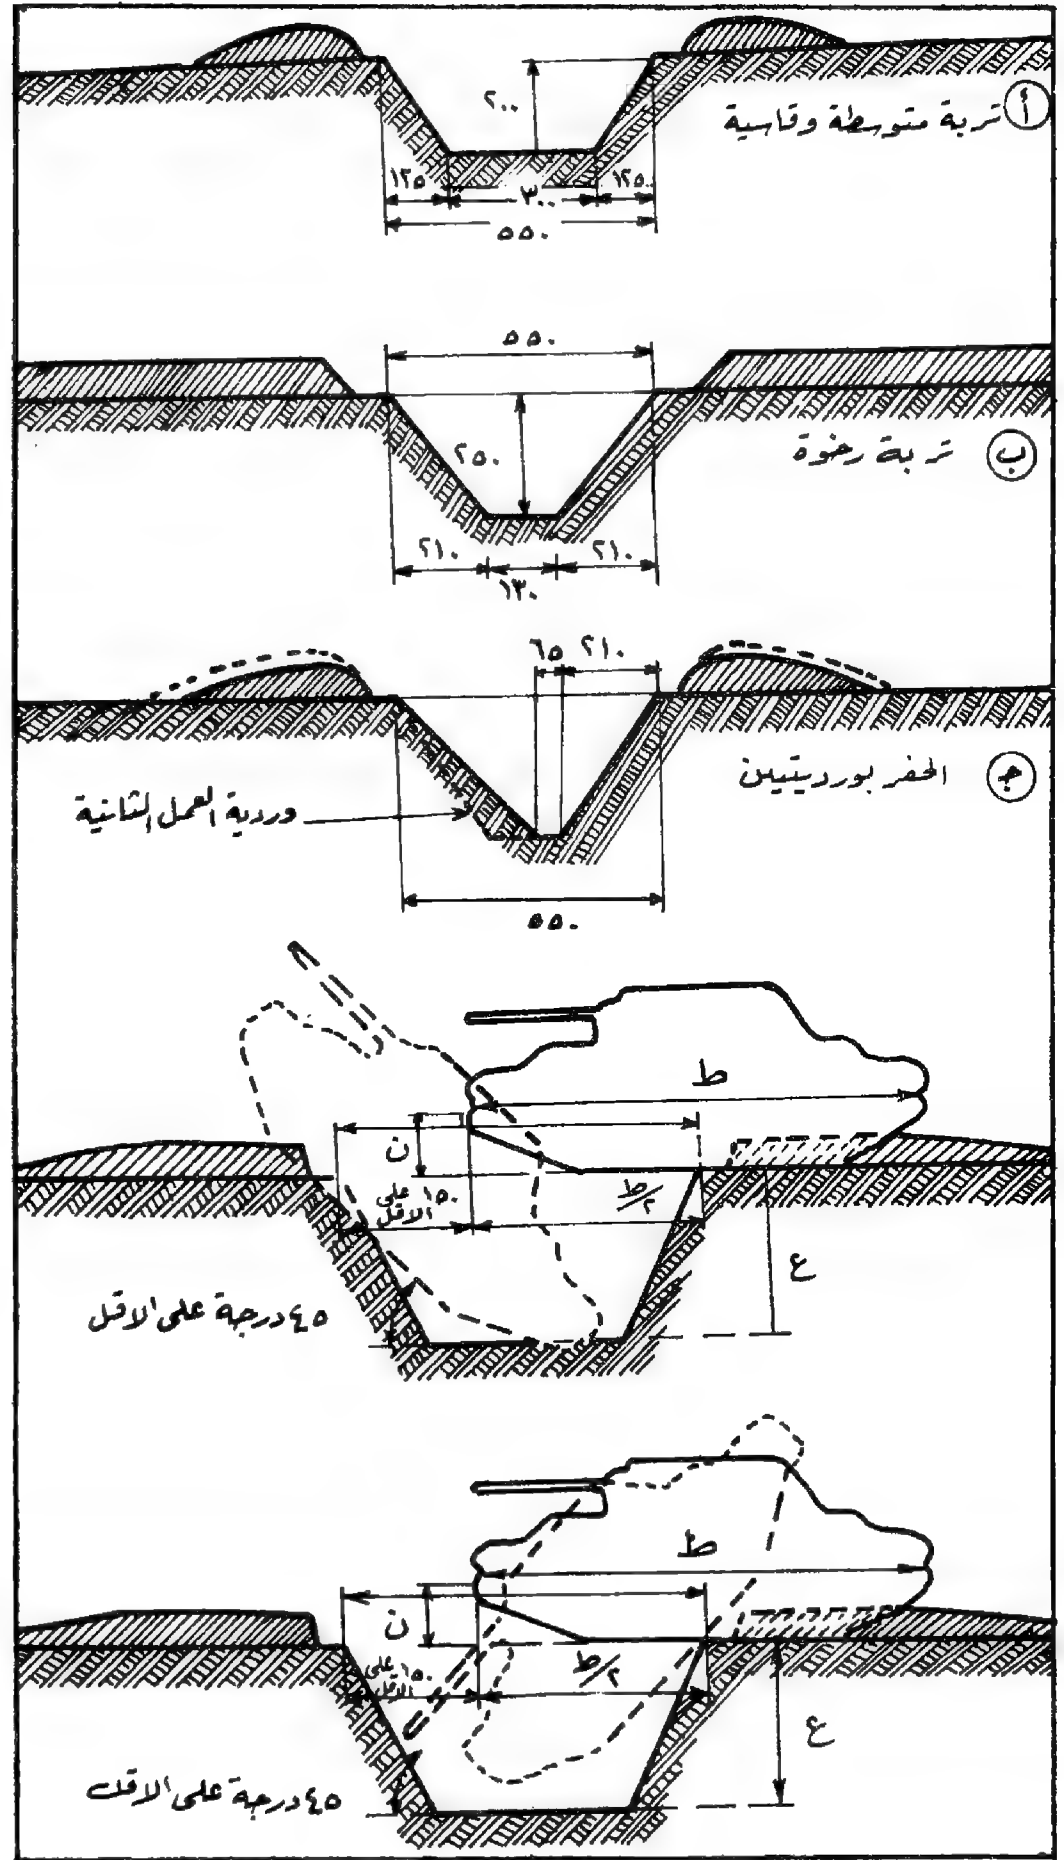 أ تربة متوسطة وقاسية
٢٠٠
١٢٥ ٣٠٠ ١٢٥
٥٥٠
٥٥٠
ب تربة رخوة
٢٥٠
٢١٠ ١٣٠ ٢١٠
٦٥ ٢١٠
ج الحفر بورديتين
وردية العمل الثانية
٥٥٠
ط
ن
١٥٠ على الاقل
ط/٢
ع
٤٥ درجة على الاقل
ط
ن
١٥٠ على الاقل
ط/٢
ع
٤٥ درجة على الاقل